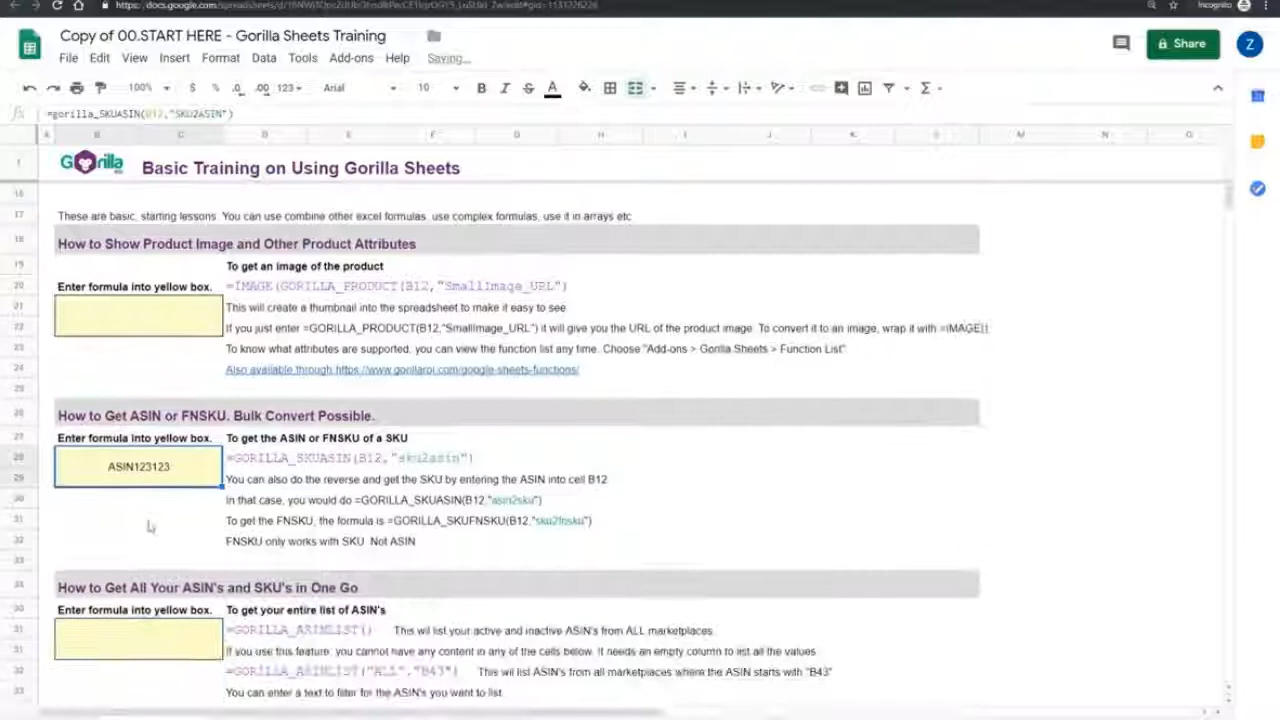 Incognito
Copy of 00.START HERE - Gorilla Sheets Training
File Edit View Insert Format Data Tools Add-ons Help Saving...
Share
Z
100% $ % .0 .00 123 Arial 10 B I S A
fx =gorilla_SKUASIN(B12,"SKU2ASIN")
Gorilla Basic Training on Using Gorilla Sheets
These are basic, starting lessons. You can use combine other excel formulas, use complex formulas, use it in arrays etc
How to Show Product Image and Other Product Attributes
To get an image of the product
Enter formula into yellow box. =IMAGE(GORILLA_PRODUCT(B12,"SmallImage_URL")
This will create a thumbnail into the spreadsheet to make it easy to see
If you just enter =GORILLA_PRODUCT(B12,"SmallImage_URL") it will give you the URL of the product image. To convert it to an image, wrap it with =IMAGE()
To know what attributes are supported, you can view the function list any time. Choose "Add-ons > Gorilla Sheets > Function List"
Also available through https://www.gorillaroi.com/google-sheets-functions/
How to Get ASIN or FNSKU. Bulk Convert Possible.
Enter formula into yellow box. To get the ASIN or FNSKU of a SKU
ASIN123123 =GORILLA_SKUASIN(B12,"sku2asin")
You can also do the reverse and get the SKU by entering the ASIN into cell B12
In that case, you would do =GORILLA_SKUASIN(B12,"asin2sku")
To get the FNSKU, the formula is =GORILLA_SKUFNSKU(B12,"sku2fnsku")
FNSKU only works with SKU. Not ASIN
How to Get All Your ASIN's and SKU's in One Go
Enter formula into yellow box. To get your entire list of ASIN's
=GORILLA_ASINLIST() This will list your active and inactive ASIN's from ALL marketplaces.
If you use this feature, you cannot have any content in any of the cells below. It needs an empty column to list all the values
=GORILLA_ASINLIST("ALL","B43") This will list ASIN's from all marketplaces where the ASIN starts with "B43"
You can enter a text to filter for the ASIN's you want to list